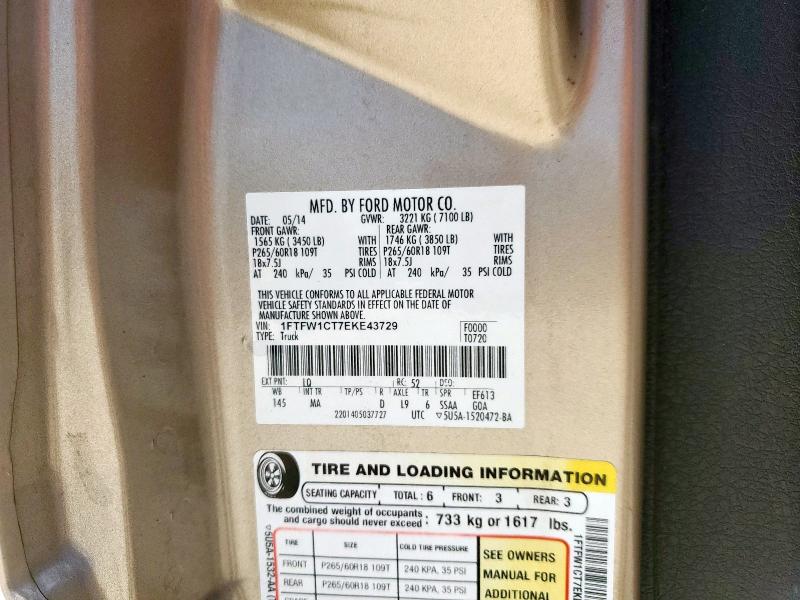 MFD. BY FORD MOTOR CO.
DATE: 05/14 GVWR: 3221 KG ( 7100 LB)
FRONT GAWR: REAR GAWR:
1565 KG ( 3450 LB) WITH 1746 KG ( 3850 LB) WITH
P265/60R18 109T TIRES P265/60R18 109T TIRES
18x7.5J RIMS 18x7.5J RIMS
AT 240 kPa/ 35 PSI COLD AT 240 kPa/ 35 PSI COLD
THIS VEHICLE CONFORMS TO ALL APPLICABLE FEDERAL MOTOR
VEHICLE SAFETY STANDARDS IN EFFECT ON THE DATE OF
MANUFACTURE SHOWN ABOVE.
VIN: 1FTFW1CT7EKE43729 F0000
TYPE: Truck T0720
EXT PNT: LQ RC: 52 DSO:
WB INT TR TP/PS R AXLE TR SPR EF613
145 MA D L9 6 SSAA G0A
2201405037727 UTC ▽5U5A-1520472-BA
TIRE AND LOADING INFORMATION
SEATING CAPACITY TOTAL : 6 FRONT: 3 REAR: 3
The combined weight of occupants
and cargo should never exceed : 733 kg or 1617 lbs.
TIRE SIZE COLD TIRE PRESSURE
FRONT P265/60R18 109T 240 KPA, 35 PSI
REAR P265/60R18 109T 240 KPA, 35 PSI
SEE OWNERS
MANUAL FOR
ADDITIONAL
▽5U5A-1532-AA